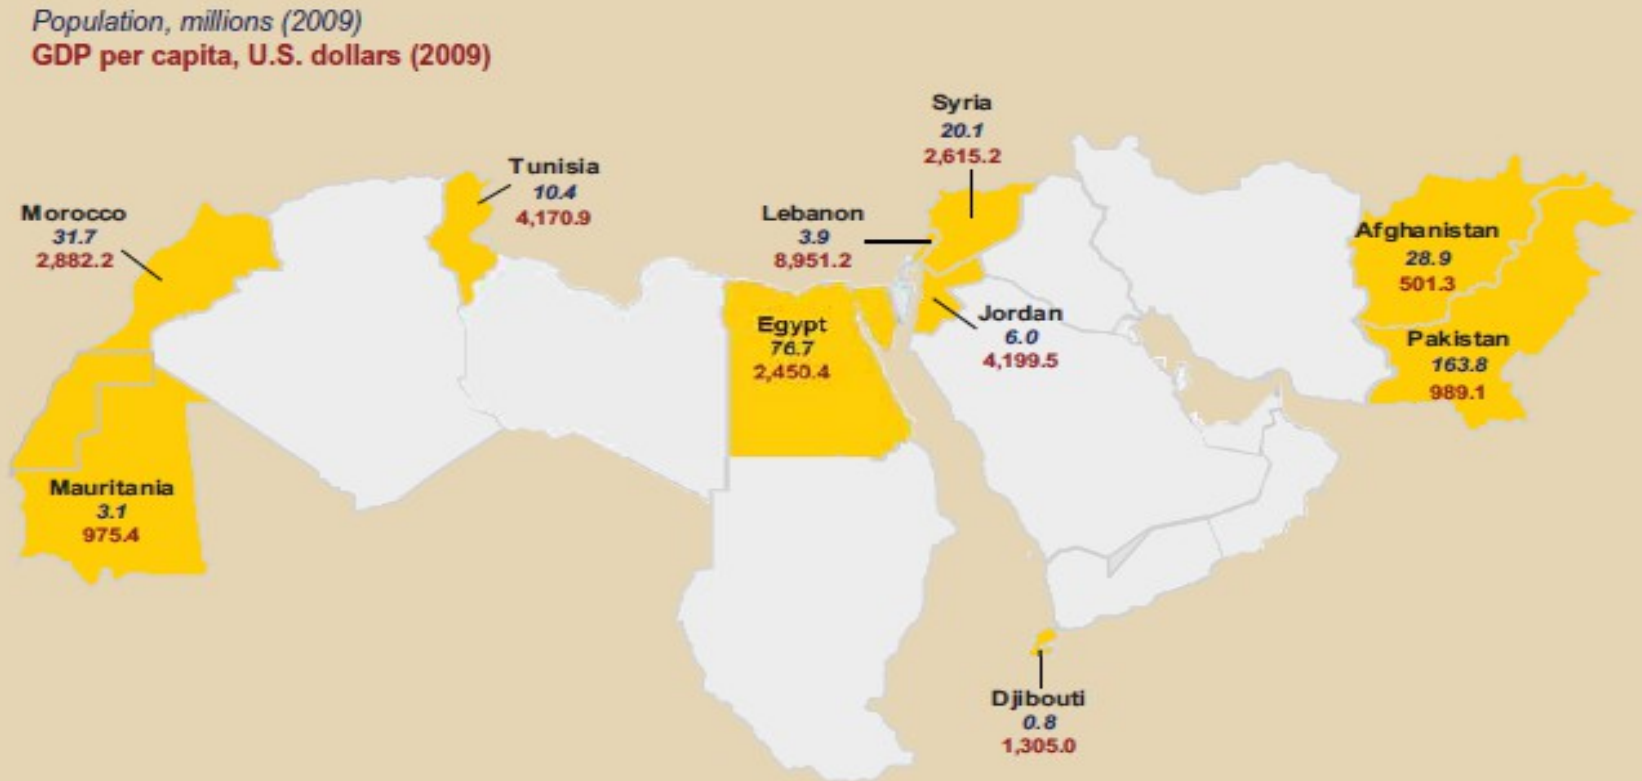 Population, millions (2009)
GDP per capita, U.S. dollars (2009)
Syria
20.1
2,615.2
Tunisia
10.4
4,170.9
Morocco
31.7
2,882.2
Lebanon
3.9
8,951.2
Afghanistan
28.9
501.3
Jordan
6.0
4,199.5
Egypt
76.7
2,450.4
Pakistan
163.8
989.1
Mauritania
3.1
975.4
Djibouti
0.8
1,305.0